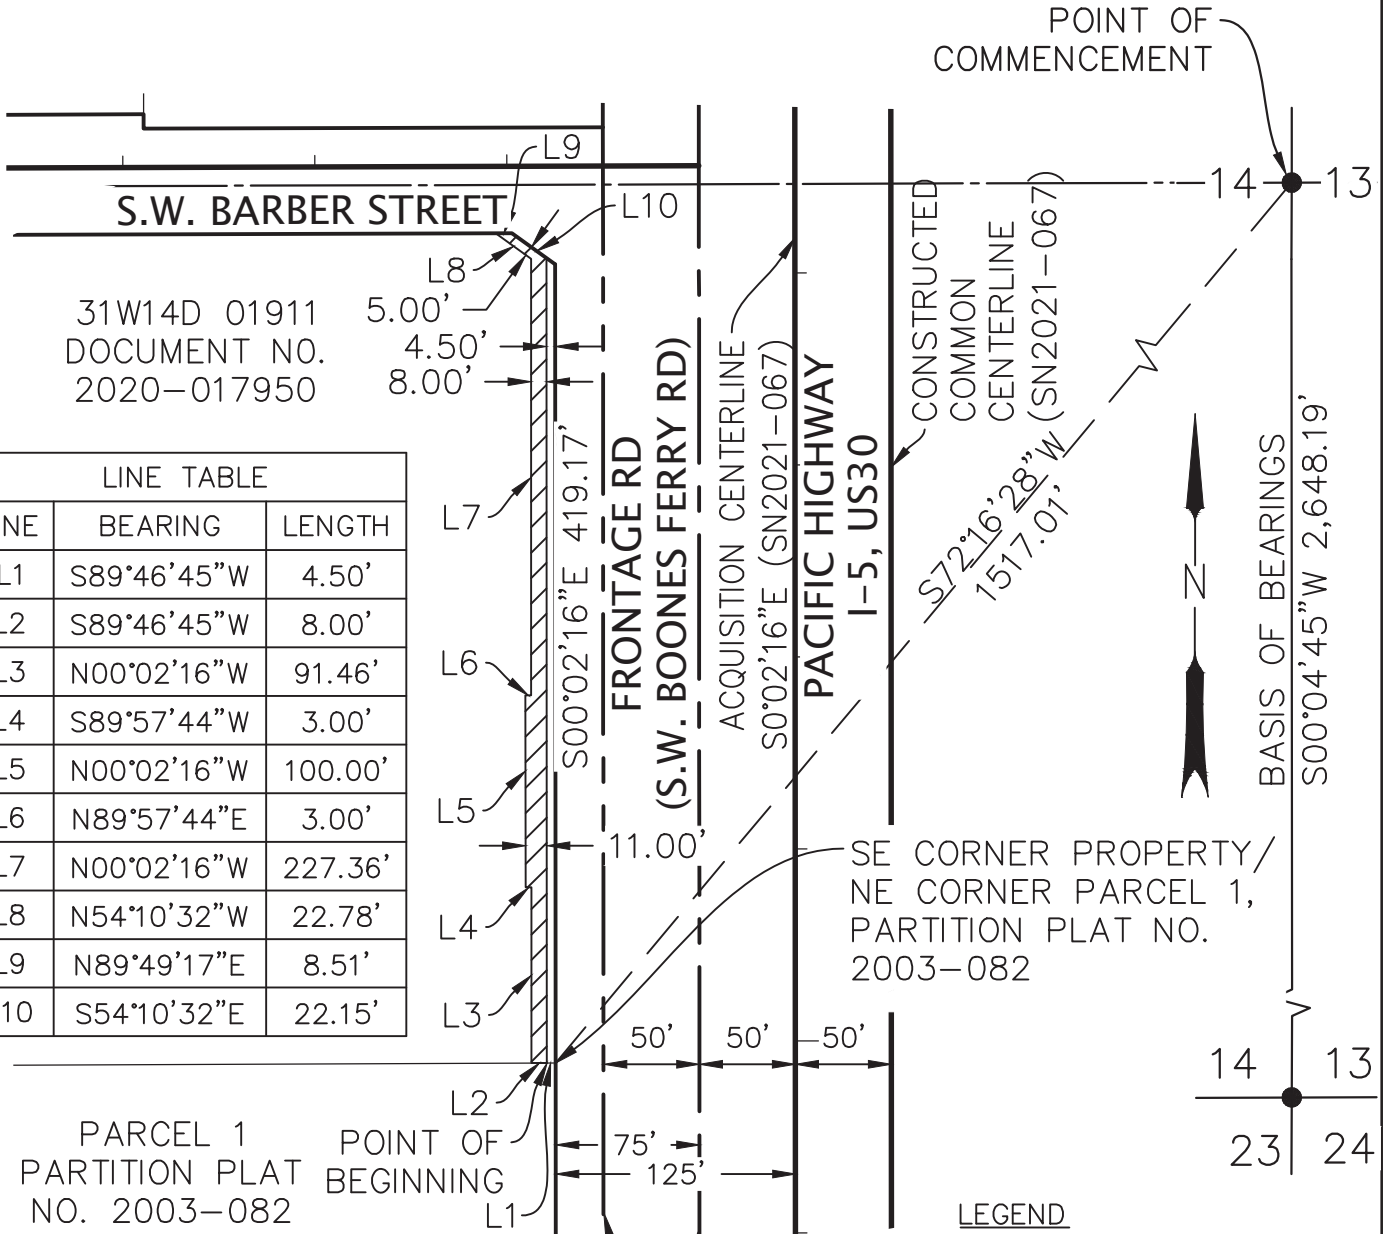 POINT OF
COMMENCEMENT
L9
S.W. BARBER STREET
L10
14
13
L8
5.00'
4.50'
8.00'
31W14D 01911
DOCUMENT NO.
2020-017950
LINE TABLE
NE BEARING LENGTH
L1 S89°46'45"W 4.50'
L2 S89°46'45"W 8.00'
L3 N00°02'16"W 91.46'
L4 S89°57'44"W 3.00'
L5 N00°02'16"W 100.00'
L6 N89°57'44"E 3.00'
L7 N00°02'16"W 227.36'
L8 N54°10'32"W 22.78'
L9 N89°49'17"E 8.51'
10 S54°10'32"E 22.15'
L7
L6
L5
L4
L3
11.00'
S00°02'16"E 419.17'
FRONTAGE RD
(S.W. BOONES FERRY RD)
ACQUISITION CENTERLINE
S0°02'16"E (SN2021-067)
PACIFIC HIGHWAY
I-5, US30
CONSTRUCTED
COMMON
CENTERLINE
(SN2021-067)
S72°16'28"W
1517.01'
N
BASIS OF BEARINGS
S00°04'45"W 2,648.19'
SE CORNER PROPERTY/
NE CORNER PARCEL 1,
PARTITION PLAT NO.
2003-082
50'
50'
50'
14
13
23
24
L2
POINT OF
BEGINNING
L1
75'
125'
PARCEL 1
PARTITION PLAT
NO. 2003-082
LEGEND